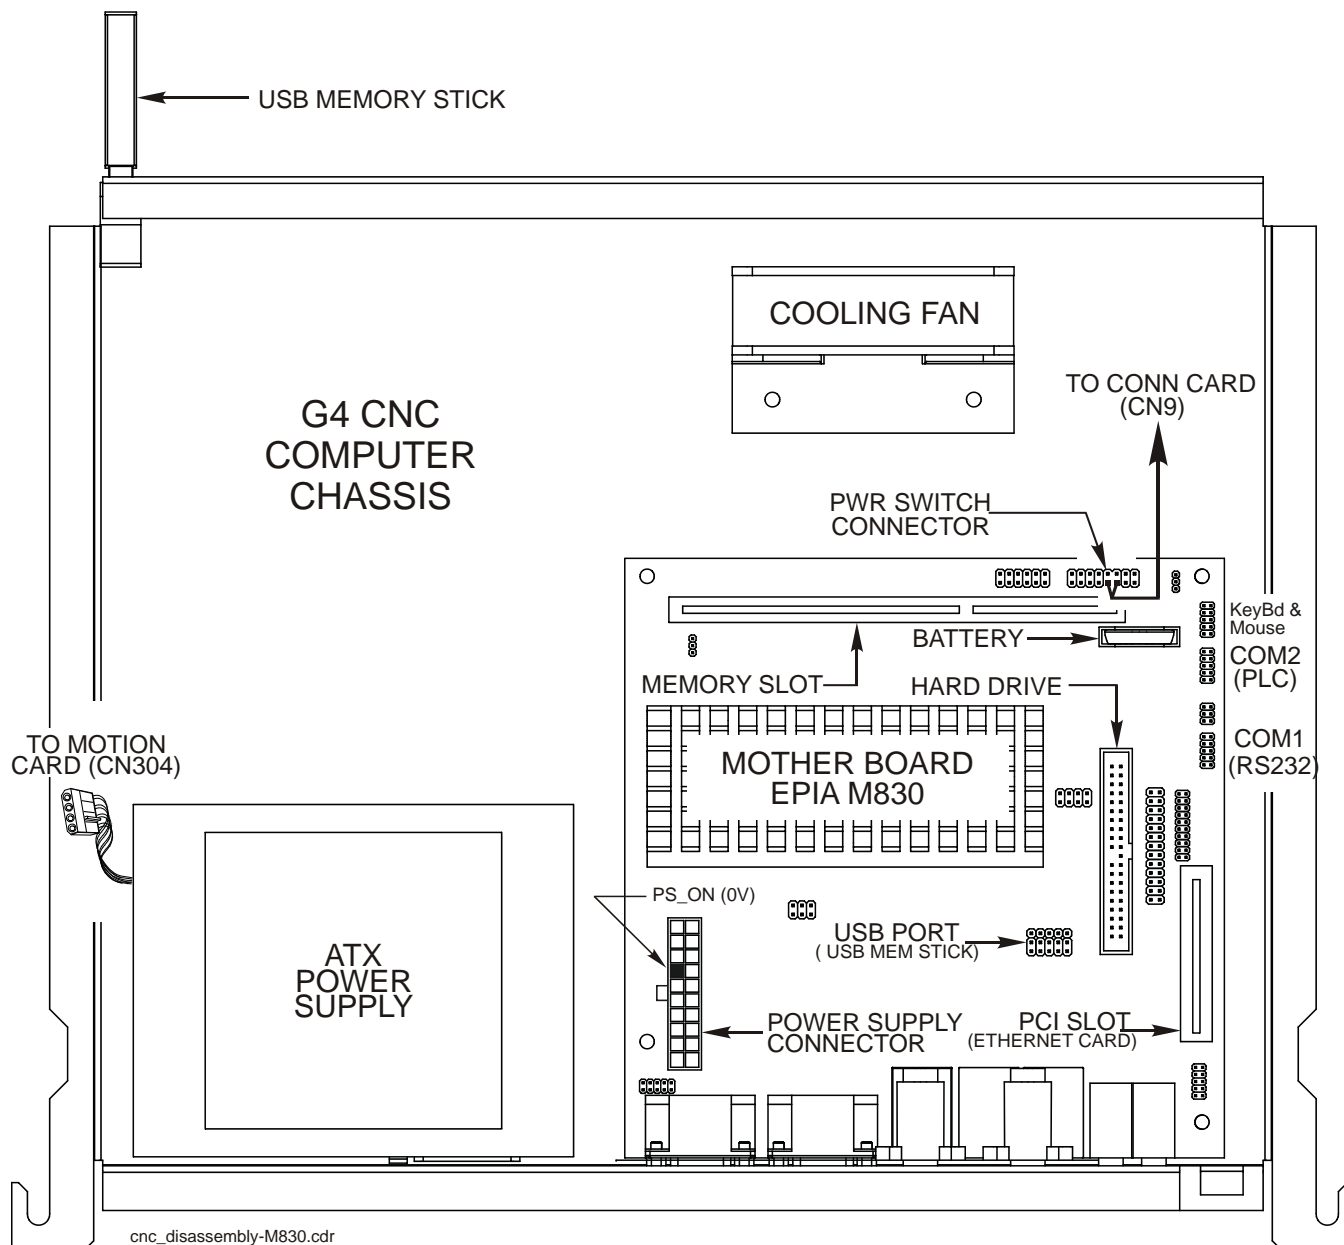 USB MEMORY STICK
COOLING FAN
TO CONN CARD
(CN9)
G4 CNC
COMPUTER
CHASSIS
PWR SWITCH
CONNECTOR
KeyBd &
Mouse
BATTERY
COM2
(PLC)
MEMORY SLOT
HARD DRIVE
TO MOTION
CARD (CN304)
COM1
(RS232)
MOTHER BOARD
EPIA M830
PS_ON (0V)
USB PORT
( USB MEM STICK)
ATX
POWER
SUPPLY
POWER SUPPLY
CONNECTOR
PCI SLOT
(ETHERNET CARD)
cnc_disassembly-M830.cdr